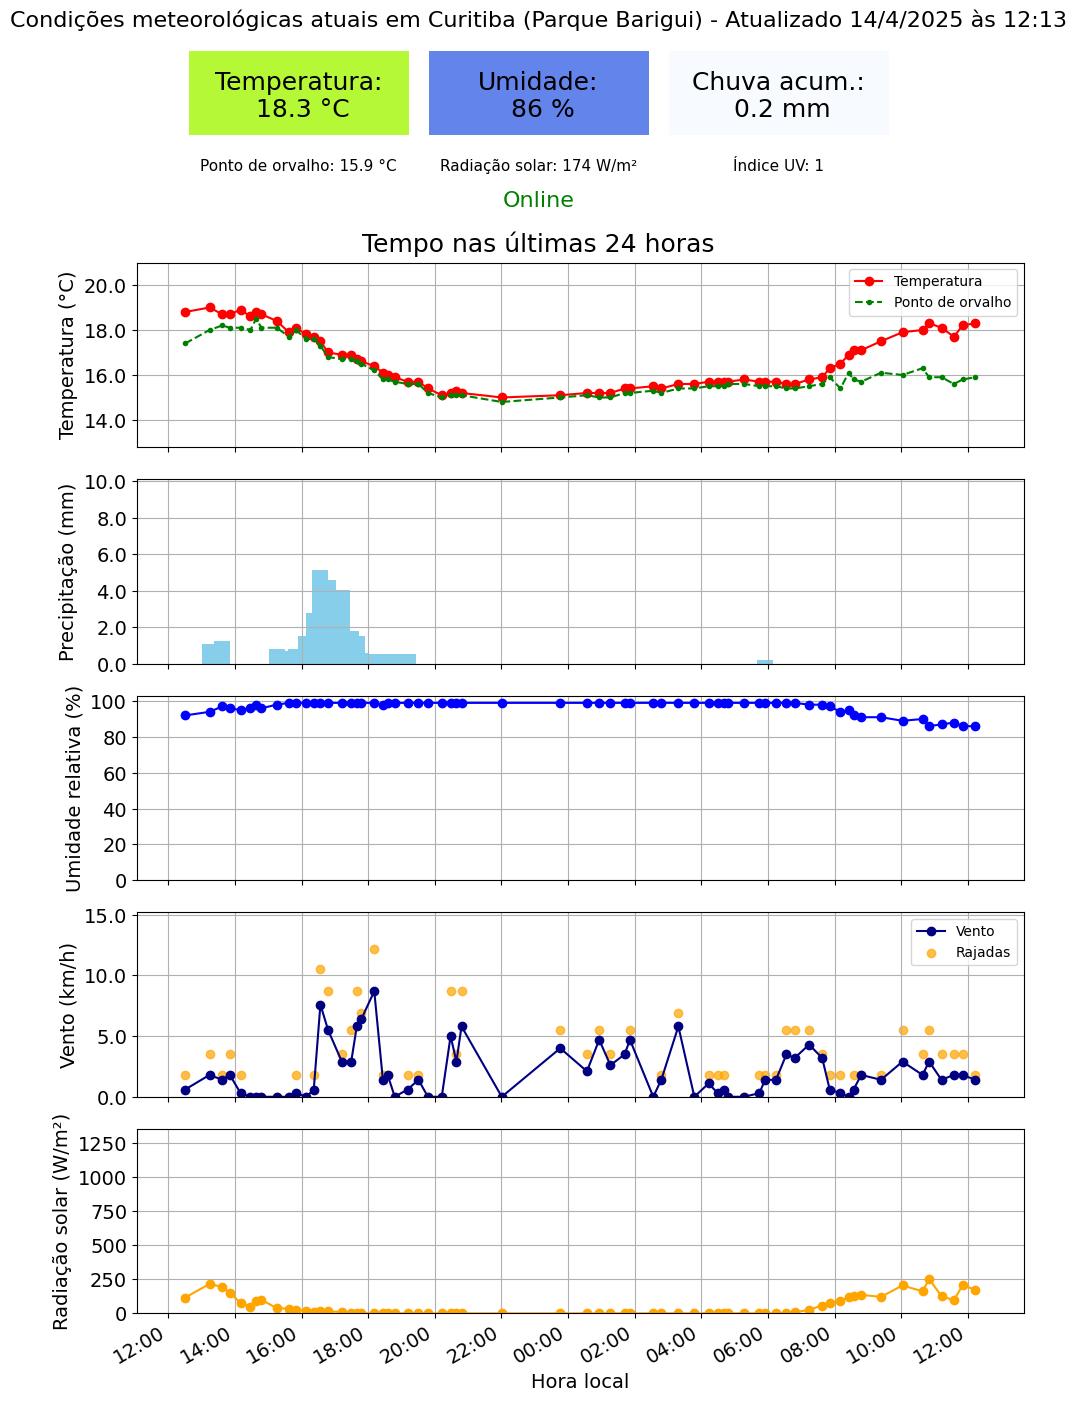 Condições meteorológicas atuais em Curitiba (Parque Barigui) - Atualizado 14/4/2025 às 12:13
Temperatura:
18.3 °C
Umidade:
86 %
Chuva acum.:
0.2 mm
Ponto de orvalho: 15.9 °C
Radiação solar: 174 W/m²
Índice UV: 1
Online
Tempo nas últimas 24 horas
Temperatura (°C)
20.0
18.0
16.0
14.0
Temperatura
Ponto de orvalho
Precipitação (mm)
10.0
8.0
6.0
4.0
2.0
0.0
Umidade relativa (%)
100
80
60
40
20
0
Vento (km/h)
15.0
10.0
5.0
0.0
Vento
Rajadas
Radiação solar (W/m²)
1250
1000
750
500
250
0
12:00
14:00
16:00
18:00
20:00
22:00
00:00
02:00
04:00
06:00
08:00
10:00
12:00
Hora local